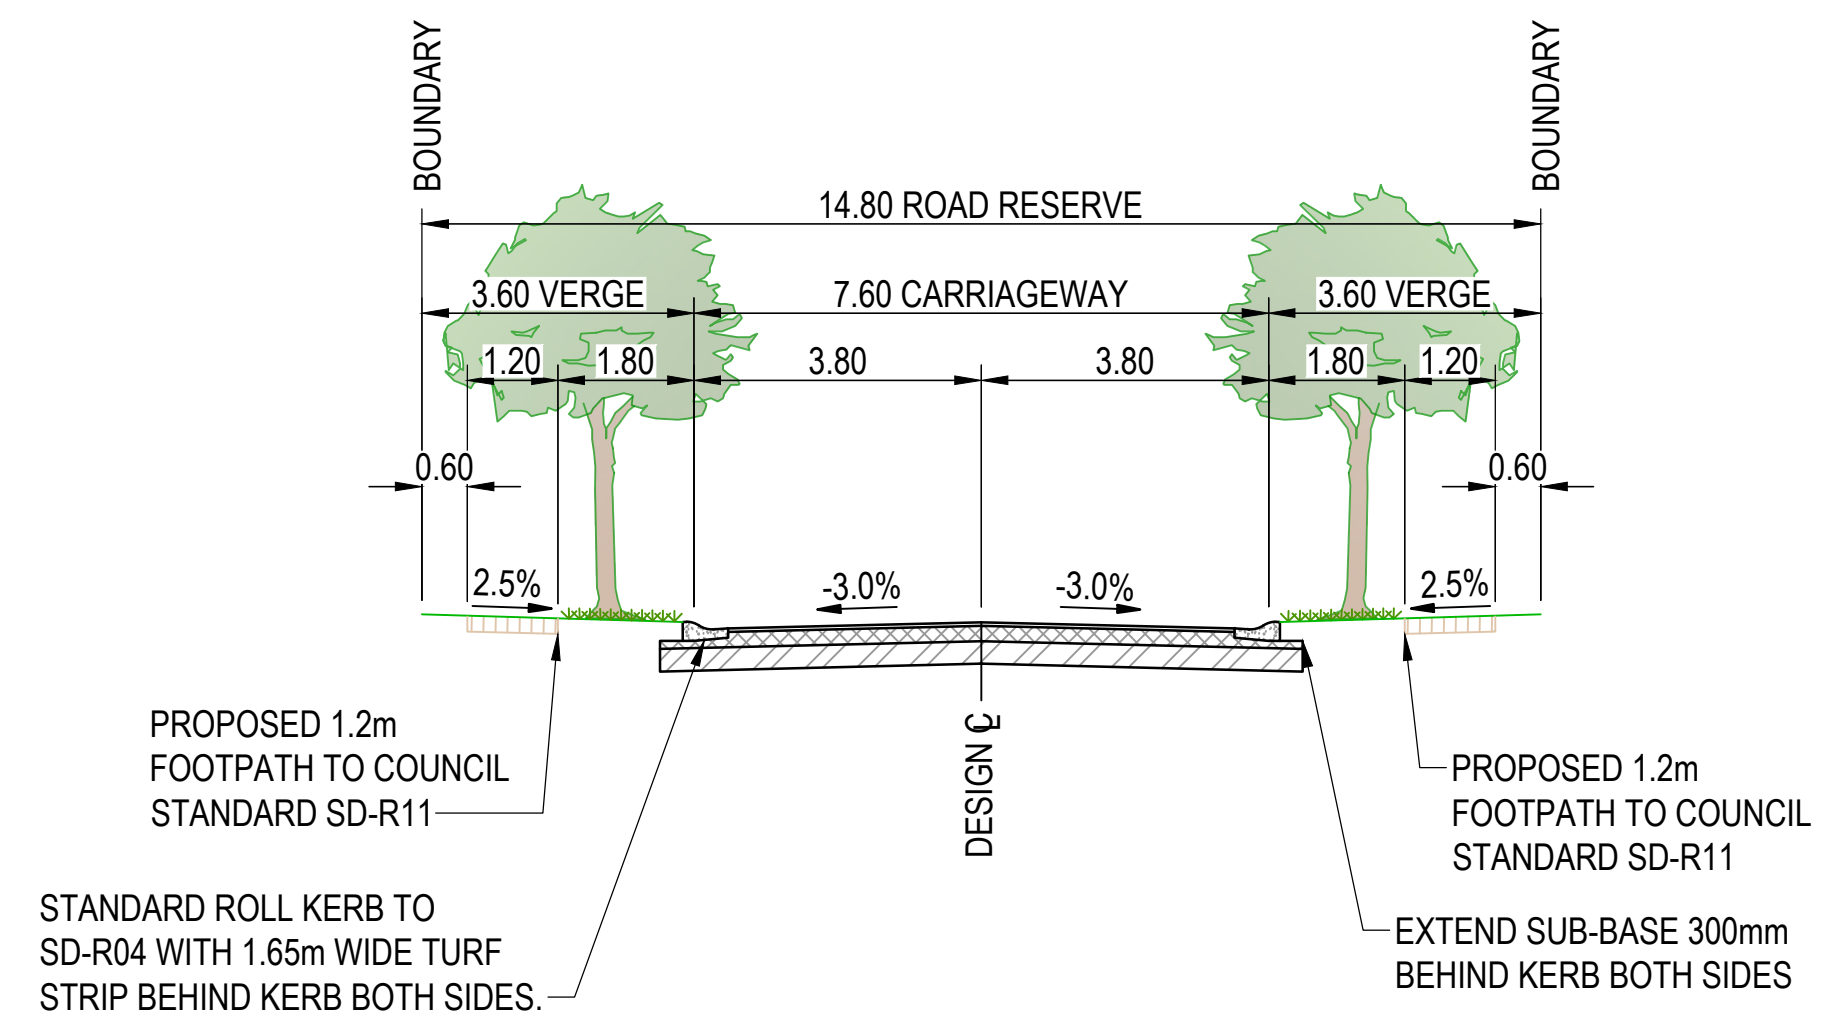 BOUNDARY
BOUNDARY
14.80 ROAD RESERVE
3.60 VERGE
7.60 CARRIAGEWAY
3.60 VERGE
1.20
1.80
3.80
3.80
1.80
1.20
0.60
0.60
2.5%
-3.0%
-3.0%
2.5%
DESIGN ℄
PROPOSED 1.2m
FOOTPATH TO COUNCIL
STANDARD SD-R11
PROPOSED 1.2m
FOOTPATH TO COUNCIL
STANDARD SD-R11
STANDARD ROLL KERB TO
SD-R04 WITH 1.65m WIDE TURF
STRIP BEHIND KERB BOTH SIDES.
EXTEND SUB-BASE 300mm
BEHIND KERB BOTH SIDES